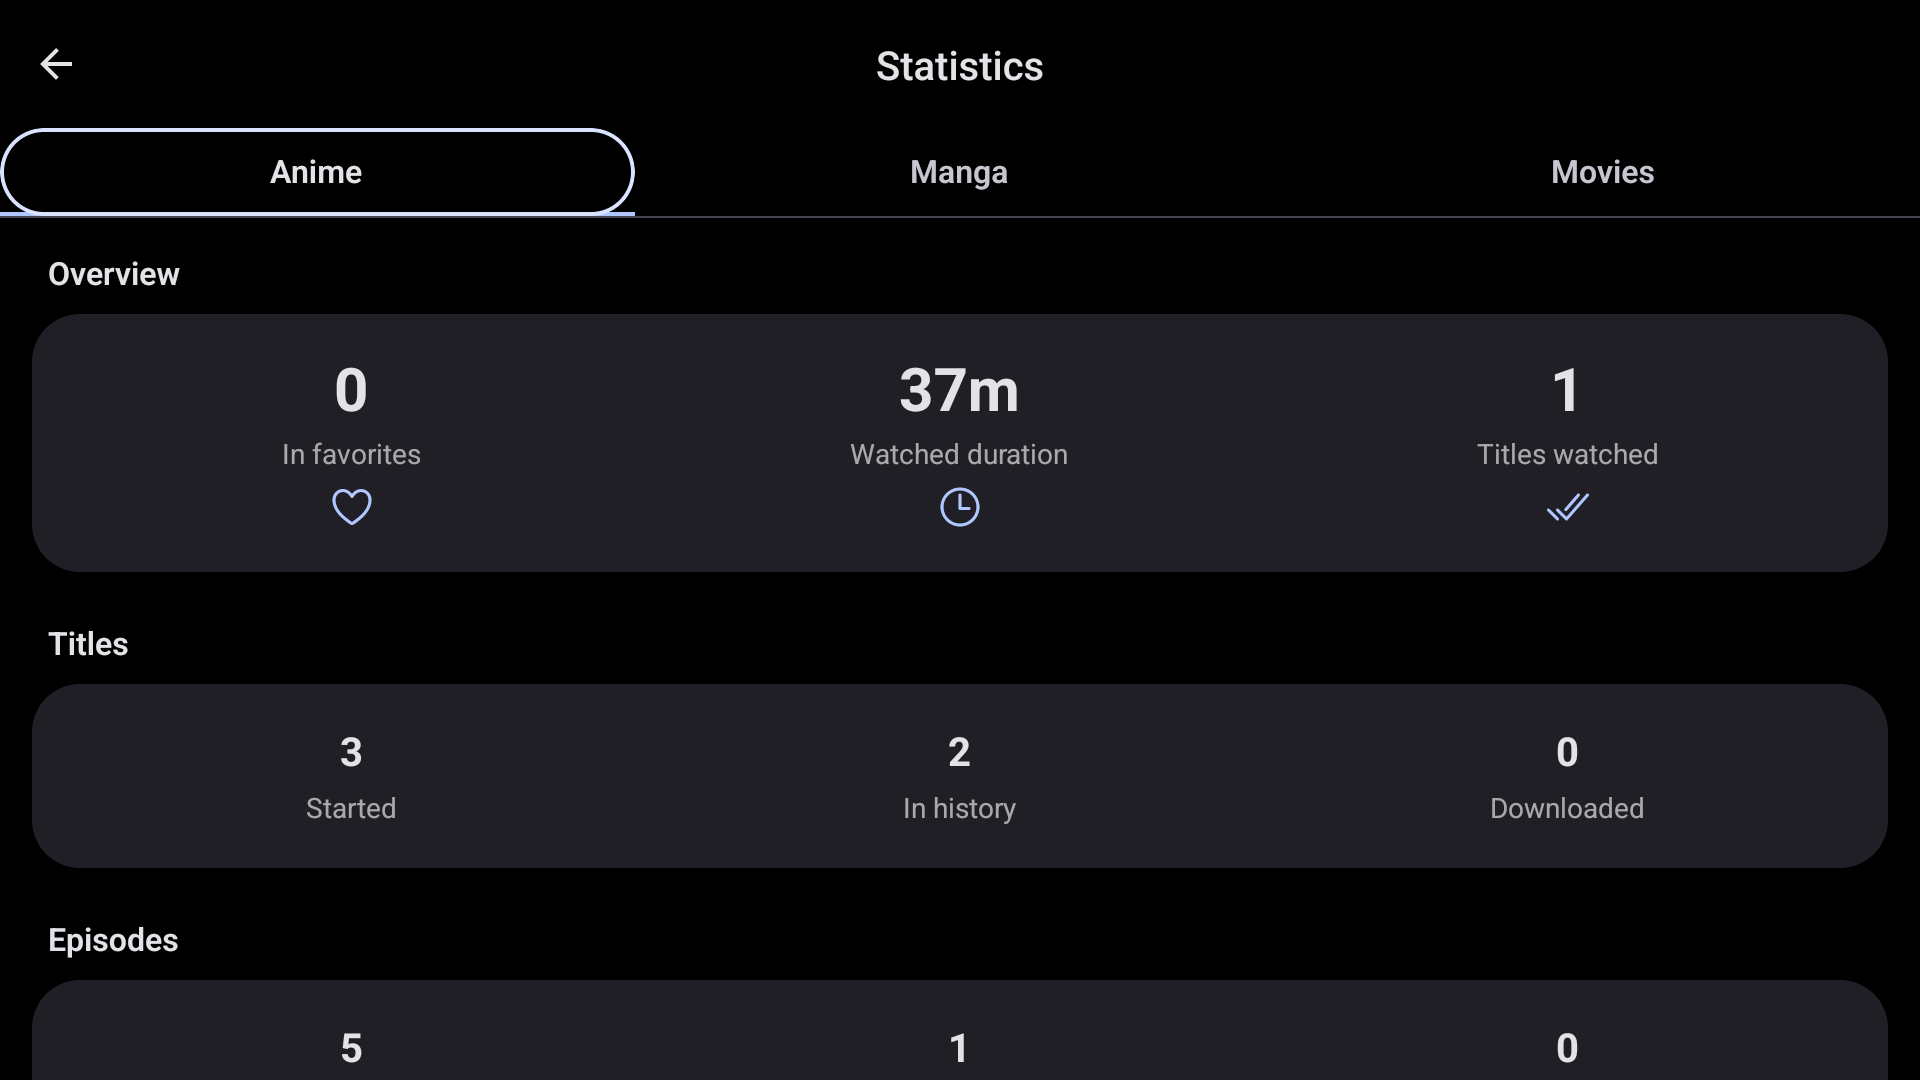 Statistics
Anime
Manga
Movies
Overview
0
37m
1
In favorites
Watched duration
Titles watched
Titles
3
2
0
Started
In history
Downloaded
Episodes
5
1
0